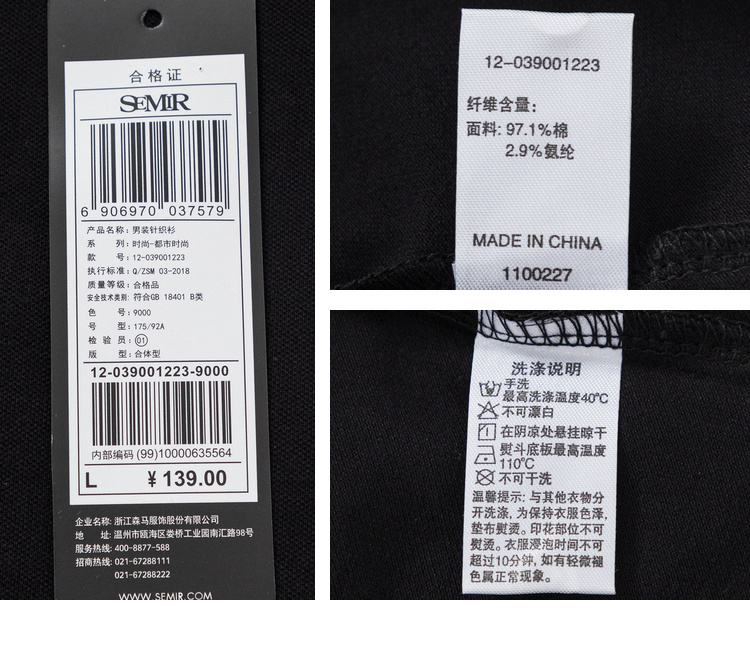 合格证
SEMIR
6 906970 037579
产品名称: 男装针织衫
系 列: 时尚-都市时尚
款 号: 12-039001223
执行标准: Q/ZSM 03-2018
质量等级: 合格品
安全技术类别: 符合GB 18401 B类
色 号: 9000
号 型: 175/92A
检 验 员: 01
版 型: 合体型
12-039001223-9000
内部编码 (99)10000635564
L ¥139.00
企业名称: 浙江森马服饰股份有限公司
地 址: 温州市瓯海区娄桥工业园南汇路98号
服务热线: 400-8877-588
招商热线: 021-67288111
021-67288222
WWW.SEMIR.COM
12-039001223
纤维含量:
面料: 97.1%棉
2.9%氨纶
MADE IN CHINA
1100227
洗涤说明
手洗
最高洗涤温度40℃
不可漂白
在阴凉处悬挂晾干
熨斗底板最高温度
110℃
不可干洗
温馨提示: 与其他衣物分
开洗涤, 为保持衣服色泽,
垫布熨烫。印花部位不可
熨烫。衣服浸泡时间不可
超过10分钟, 如有轻微褪
色属正常现象。